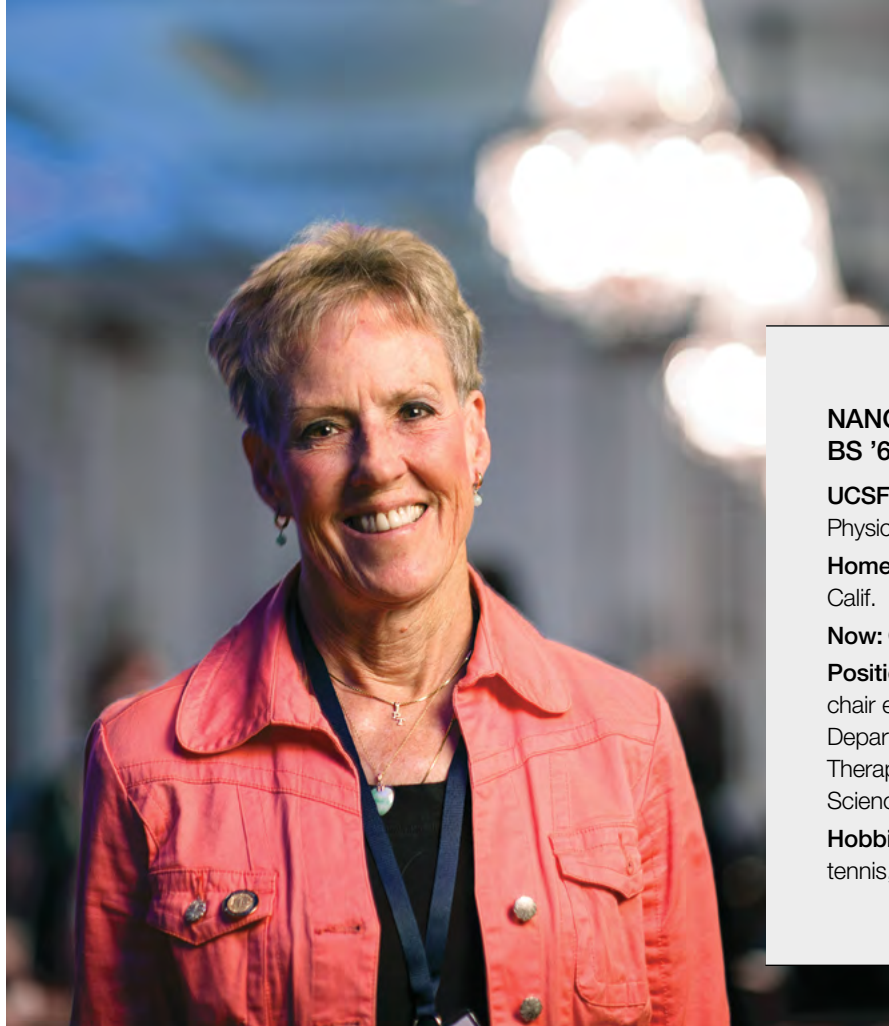 NANC
BS ’6
UCSF
Physic
Home
Calif.
Now:
Positi
chair e
Depar
Therap
Scienc
Hobbi
tennis,